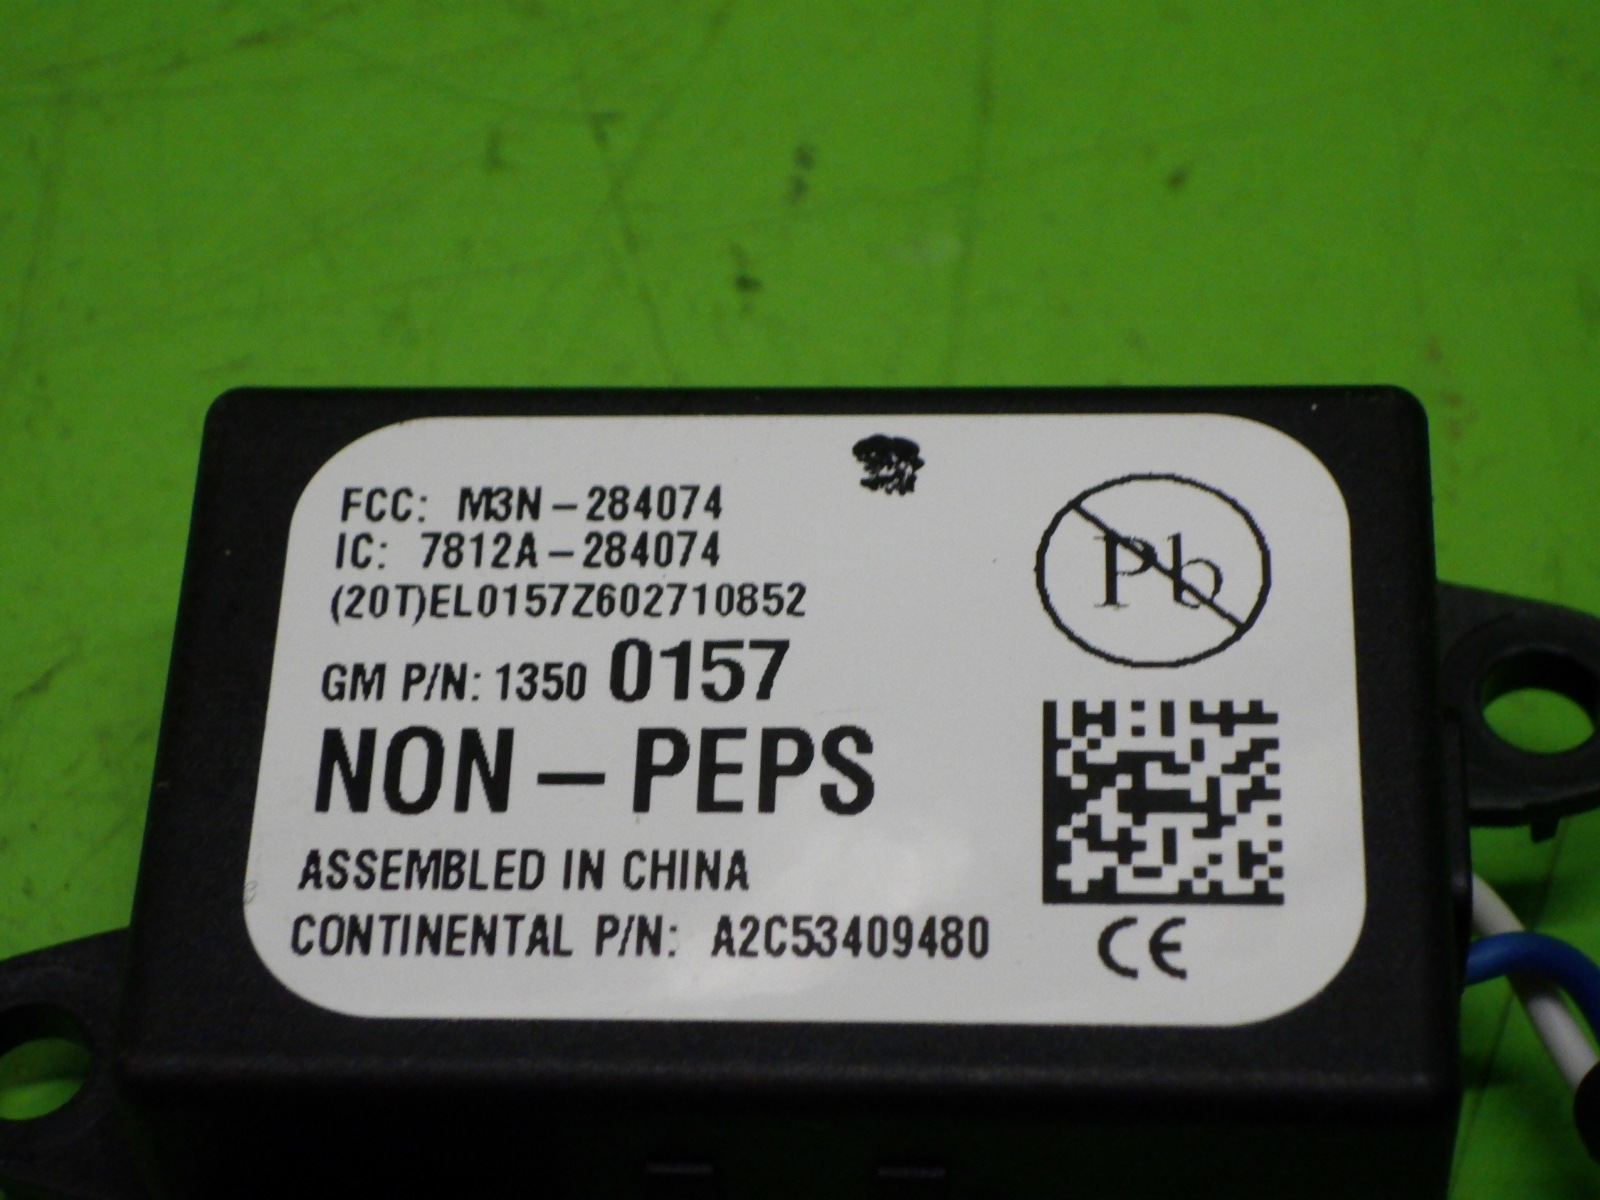 FCC: M3N-284074
IC: 7812A-284074
(20T)EL0157Z602710852
GM P/N: 1350 0157
NON-PEPS
ASSEMBLED IN CHINA
CONTINENTAL P/N: A2C53409480
Pb
CE